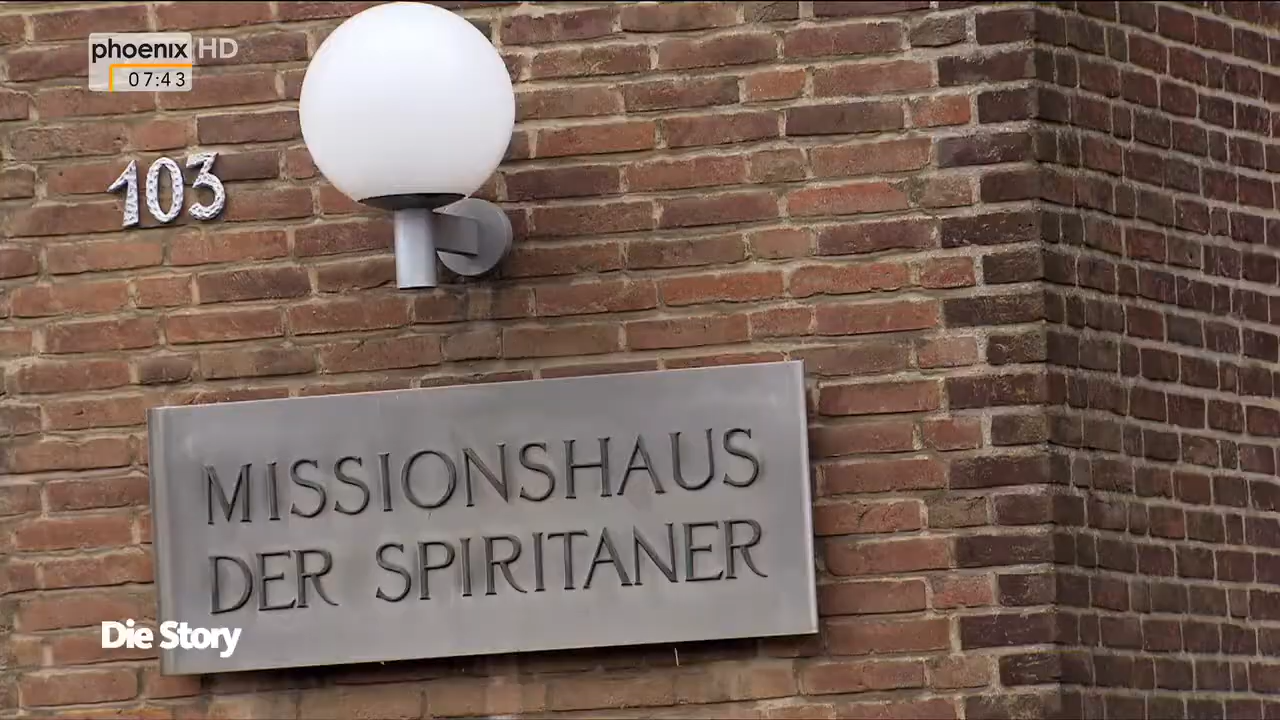 phoenix HD
07:43
103
MISSIONSHAUS
DER SPIRITANER
Die Story